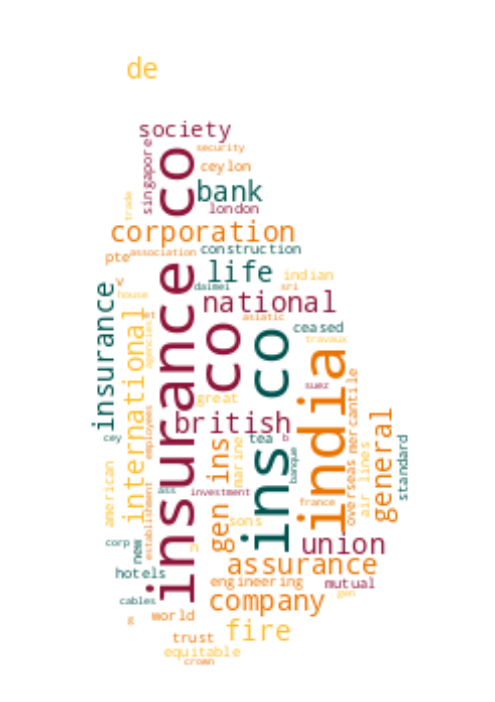 de
society
security
singapore
insurance co
ceylon
bank
london
trade
corporation
association
construction
pte
life
indian
v
daimei
sri
house
national
insurance
international
et
asiatic
co
ins co
ceased
travaux
agencies
india
suez
great
mercantile
british
general
employees
cey
tea
b
marine
gen ins
banque
overseas
air lines
standard
american
establishment
ass
investment
france
sons
new
corp
n
union
assurance
hotels
engineering
mutual
gen
cables
company
g
world
fire
trust
equitable
crown